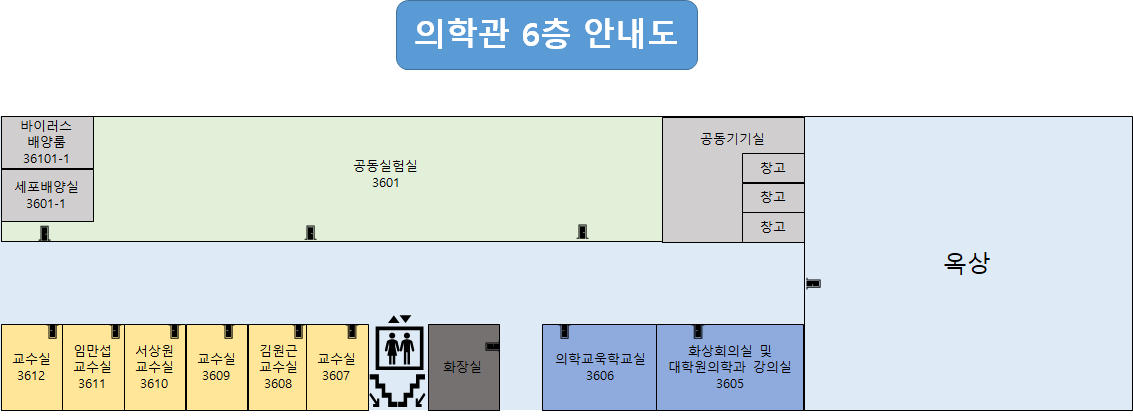 의학관 6층 안내도
바이러스
배양룸
36101-1
세포배양실
3601-1
공동실험실
3601
공동기기실
창고
창고
창고
옥상
교수실
3612
임만섭
교수실
3611
서상원
교수실
3610
교수실
3609
김원근
교수실
3608
교수실
3607
화장실
의학교욱학교실
3606
화상회의실 및
대학원의학과 강의실
3605